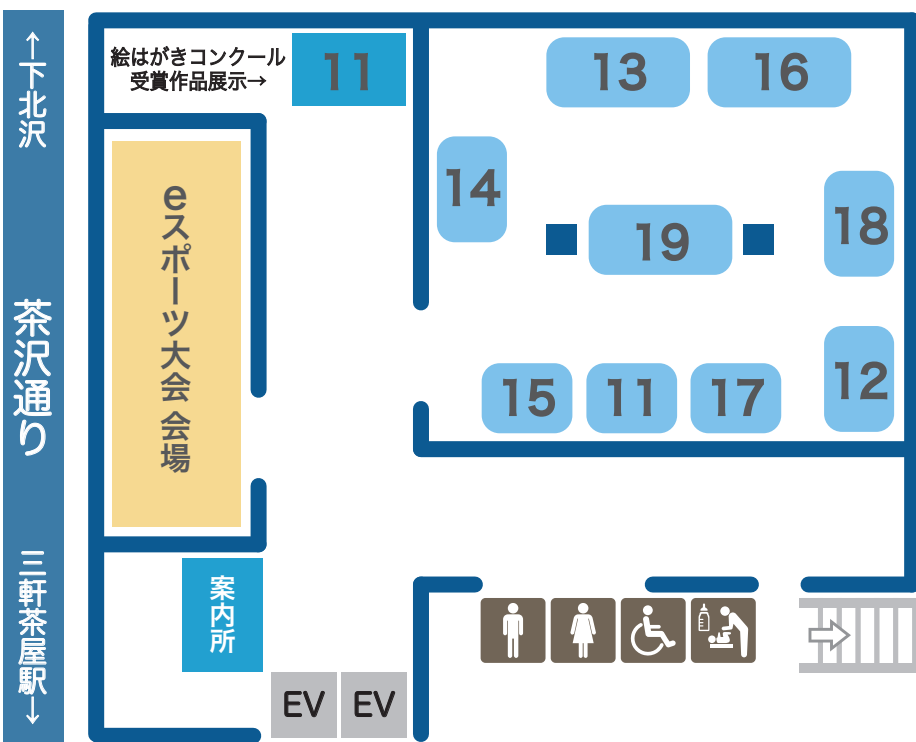 ←下北沢
茶沢通り
三軒茶屋駅→
絵はがきコンクール
受賞作品展示→
11
13
16
14
19
18
15
11
17
12
eスポーツ大会 会場
案内所
EV
EV